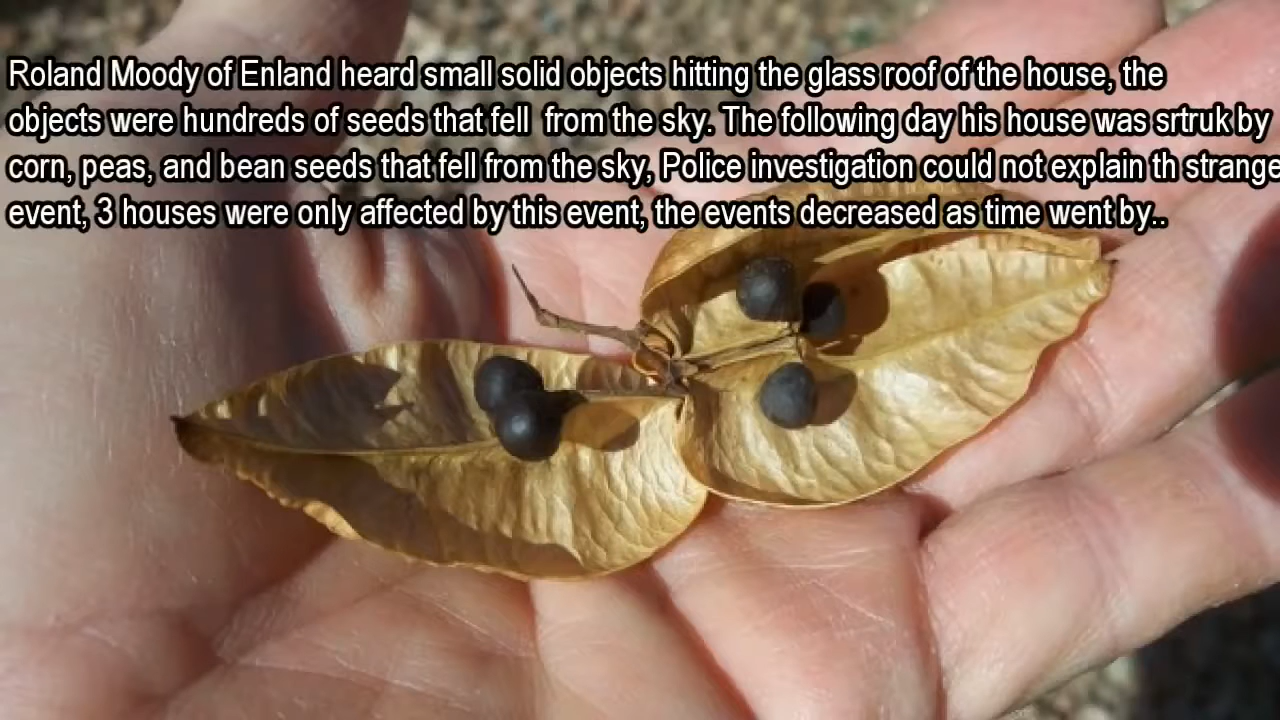 Roland Moody of Enland heard small solid objects hitting the glass roof of the house, the
objects were hundreds of seeds that fell from the sky. The following day his house was srtruk by
corn, peas, and bean seeds that fell from the sky, Police investigation could not explain th strange
event, 3 houses were only affected by this event, the events decreased as time went by..